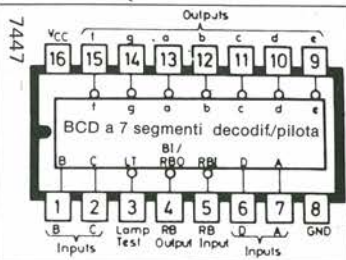 Outputs
7447
VCC f g a b c d e
16 15 14 13 12 11 10 9
f g a b c d e
BCD a 7 segmenti decodif./pilota
BI/
B C LT RBO RBI D A
1 2 3 4 5 6 7 8
B C Lamp RB RB D A GND
Test Output Input
Inputs Inputs